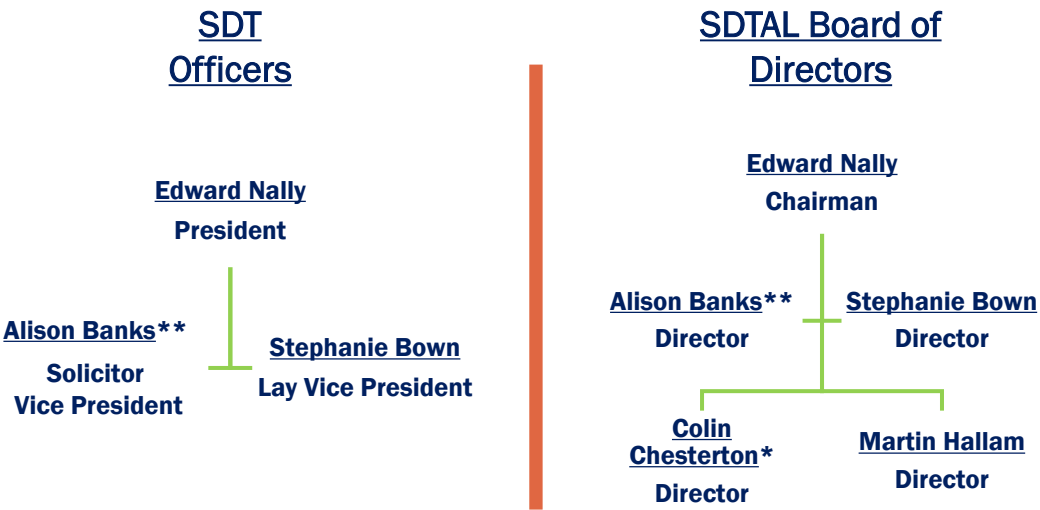 SDT
Officers
Edward Nally
President
Alison Banks**
Solicitor
Vice President
Stephanie Bown
Lay Vice President
SDTAL Board of
Directors
Edward Nally
Chairman
Alison Banks**
Director
Stephanie Bown
Director
Colin
Chesterton*
Director
Martin Hallam
Director